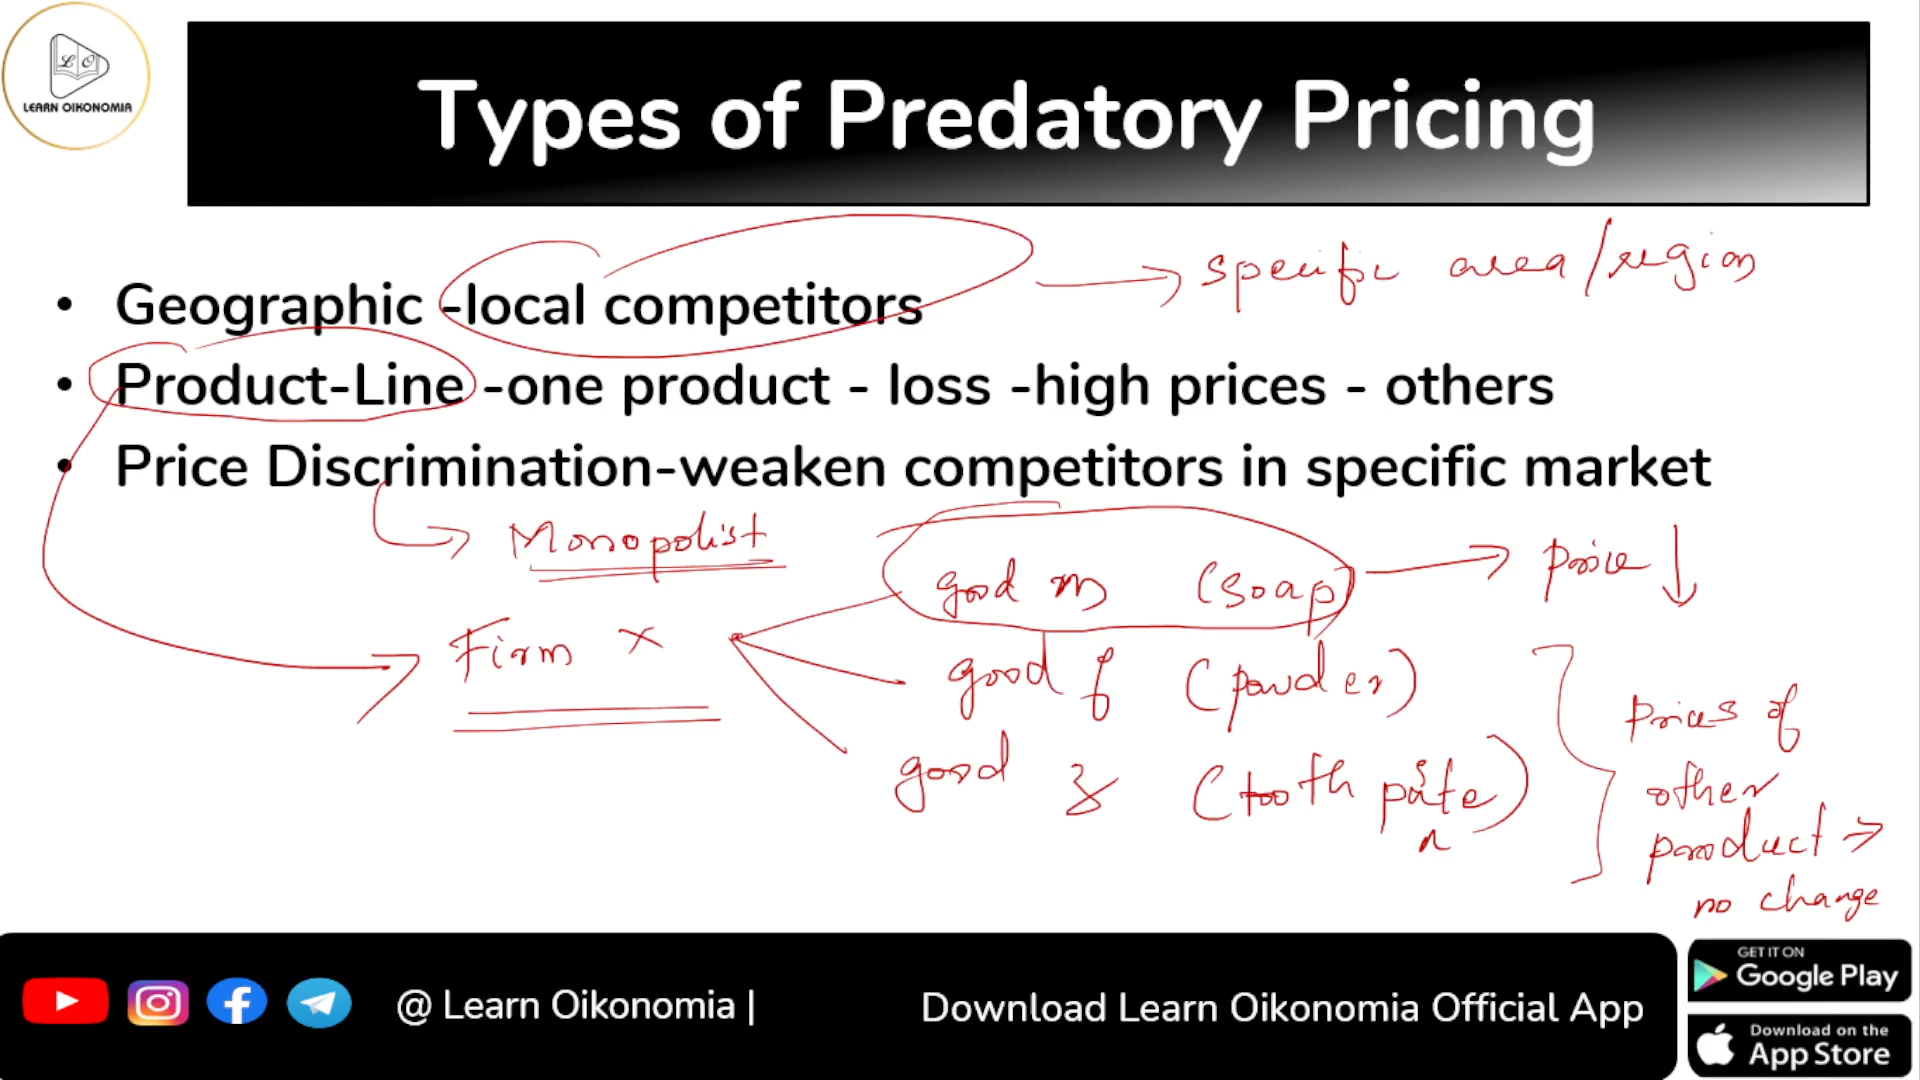 LO
LEARN OIKONOMIA
Types of Predatory Pricing
• Geographic -local competitors
specific area/region
• Product-Line -one product - loss -high prices - others
• Price Discrimination-weaken competitors in specific market
Monopolist
good m (soap)
Price ↓
Firm X
good f (powder)
good z (tooth paste)
Prices of
other
product →
no change
@ Learn Oikonomia |
Download Learn Oikonomia Official App
GET IT ON
Google Play
Download on the
App Store